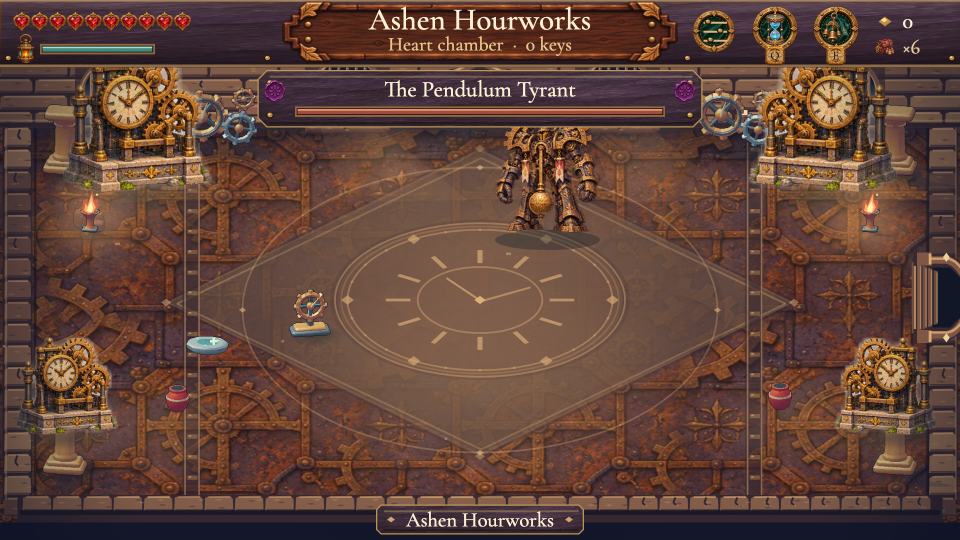 Ashen Hourworks
Heart chamber · 0 keys
0
×6
Q
The Pendulum Tyrant
Ashen Hourworks